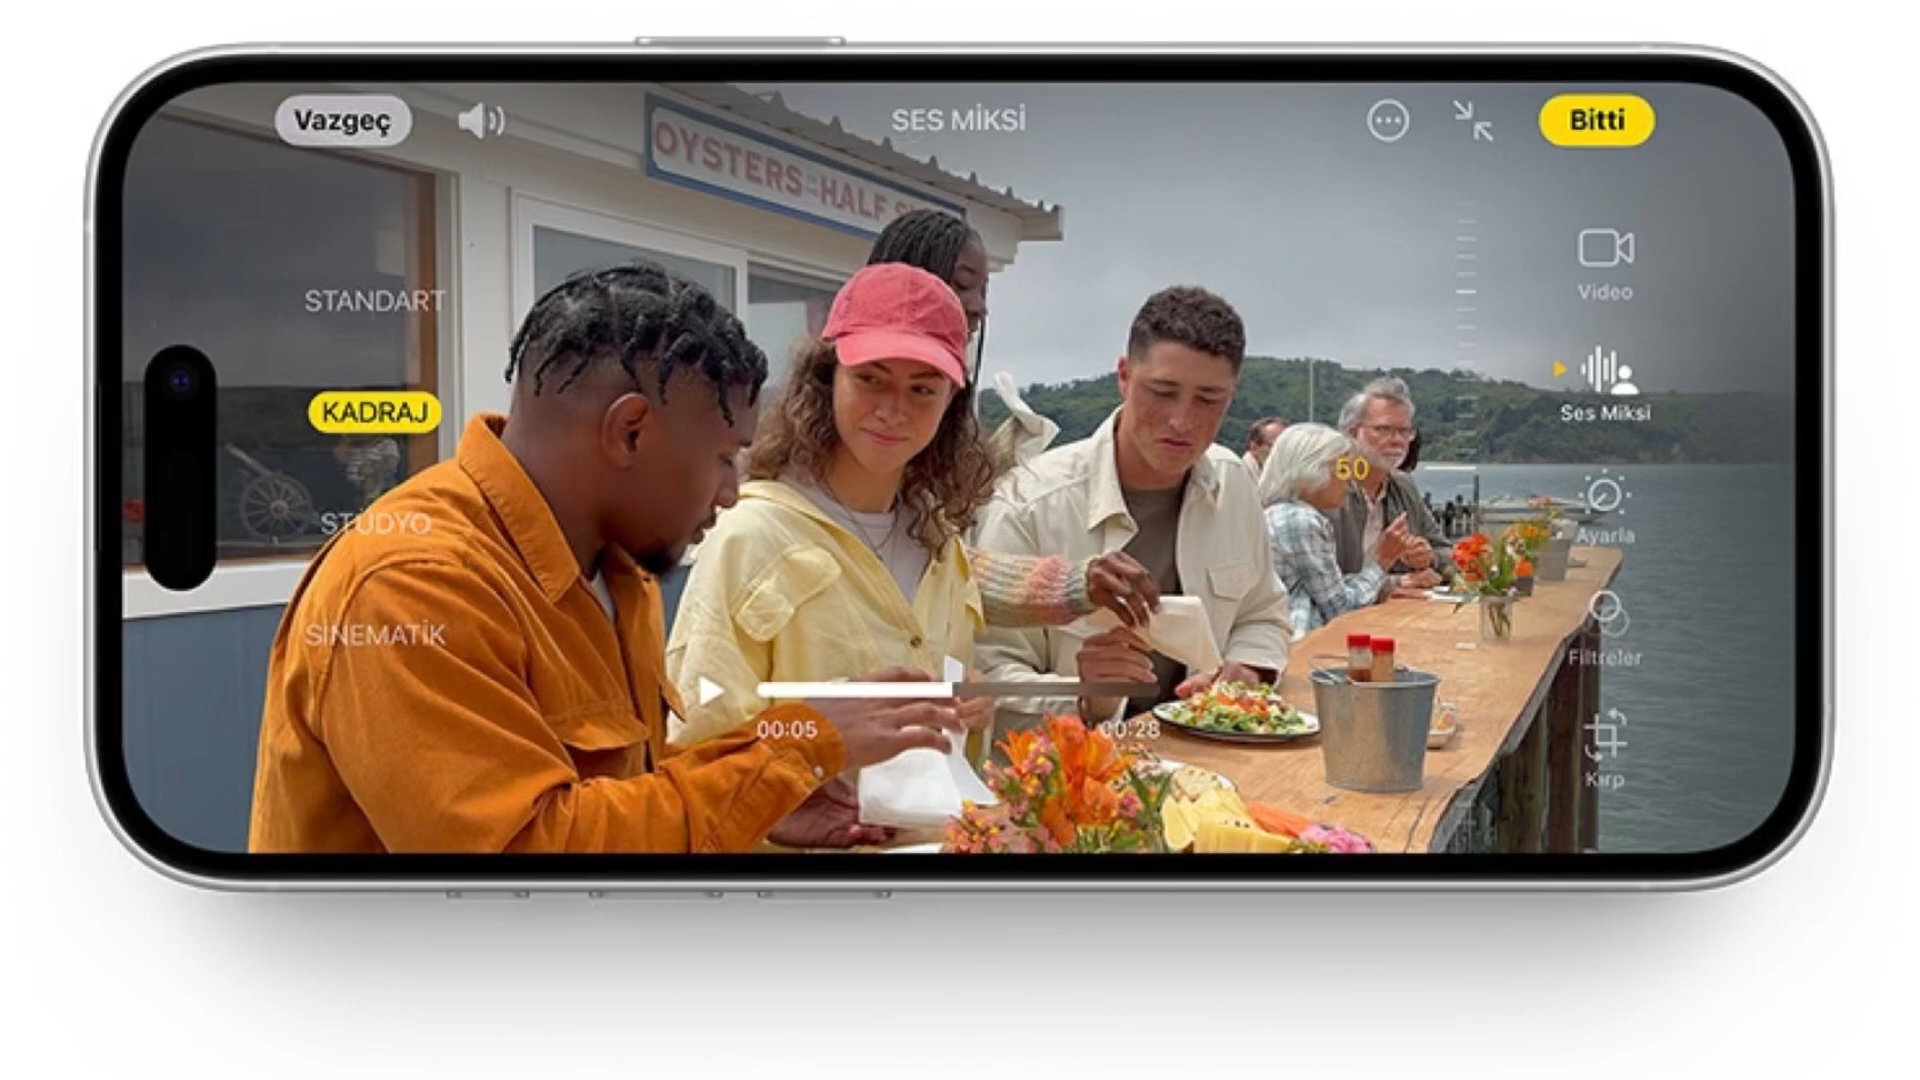 Vazgeç
SES MİKSİ
Bitti
OYSTERS HALF
STANDART
KADRAJ
STÜDYO
SİNEMATİK
50
Video
Ses Miksi
Ayarla
Filtreler
Kırp
00:05
00:28